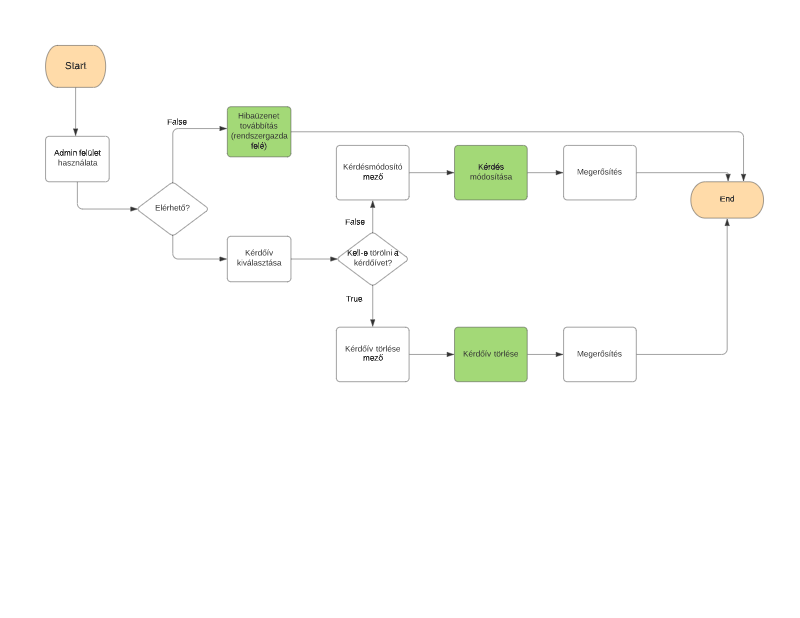 Start
Admin felület
használata
Elérhető?
False
Hibaüzenet
továbbítás
(rendszergazda
felé)
Kérdőív
kiválasztása
Kell-e törölni a
kérdőívet?
False
Kérdésmódosító
mező
Kérdés
módosítása
Megerősítés
True
Kérdőív törlése
mező
Kérdőív törlése
Megerősítés
End